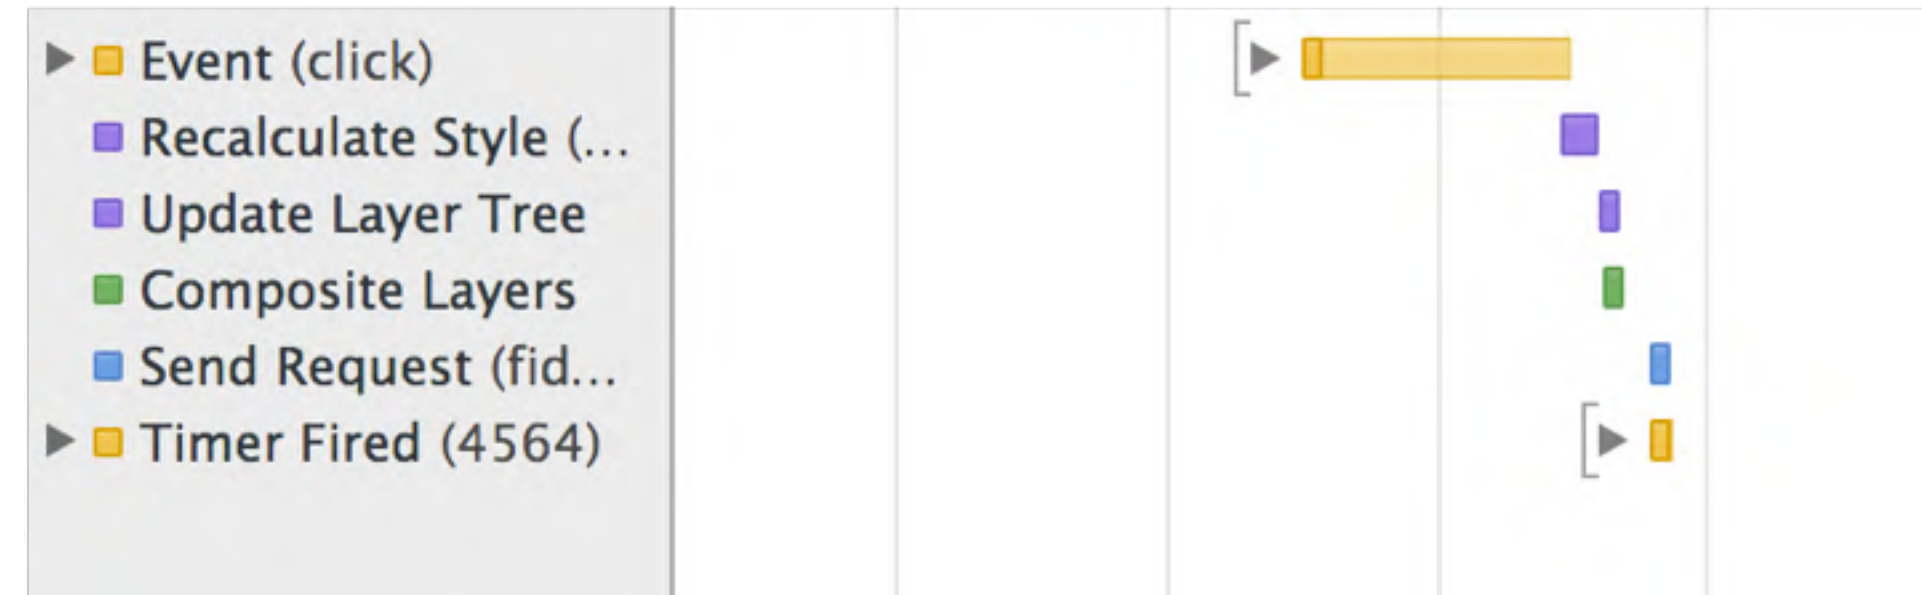 Event (click)
Recalculate Style (...
Update Layer Tree
Composite Layers
Send Request (fid...
Timer Fired (4564)